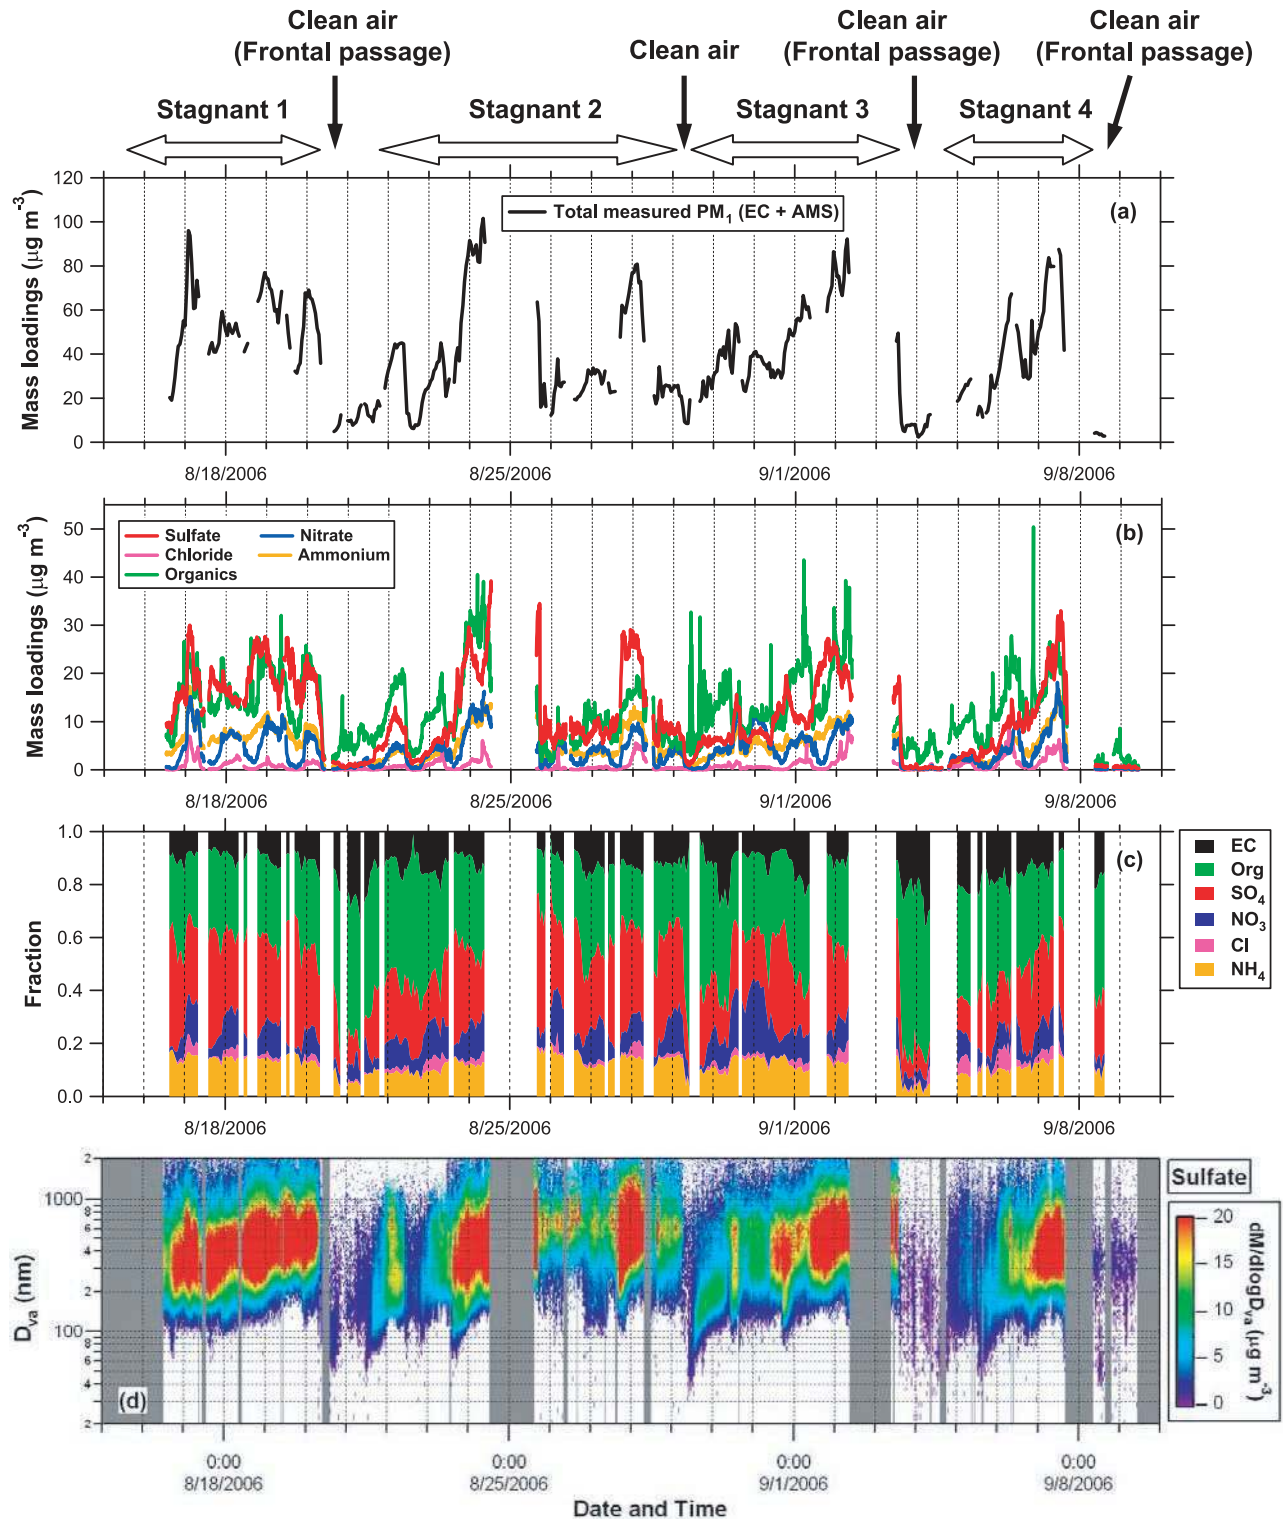 Clean air
(Frontal passage)
Clean air
Clean air
(Frontal passage)
Clean air
(Frontal passage)
Stagnant 1
Stagnant 2
Stagnant 3
Stagnant 4
120
100
80
60
40
20
0
Mass loadings (µg m-3)
Total measured PM1 (EC + AMS)
(a)
8/18/2006
8/25/2006
9/1/2006
9/8/2006
50
40
30
20
10
0
Mass loadings (µg m-3)
Sulfate
Nitrate
Chloride
Ammonium
Organics
(b)
8/18/2006
8/25/2006
9/1/2006
9/8/2006
1.0
0.8
0.6
0.4
0.2
0.0
Fraction
(c)
EC
Org
SO4
NO3
Cl
NH4
8/18/2006
8/25/2006
9/1/2006
9/8/2006
2
1000
8
6
4
2
100
8
6
4
2
Dva (nm)
(d)
Sulfate
20
15
10
5
0
dM/dlogDva (µg m-3)
0:00
8/18/2006
0:00
8/25/2006
0:00
9/1/2006
0:00
9/8/2006
Date and Time